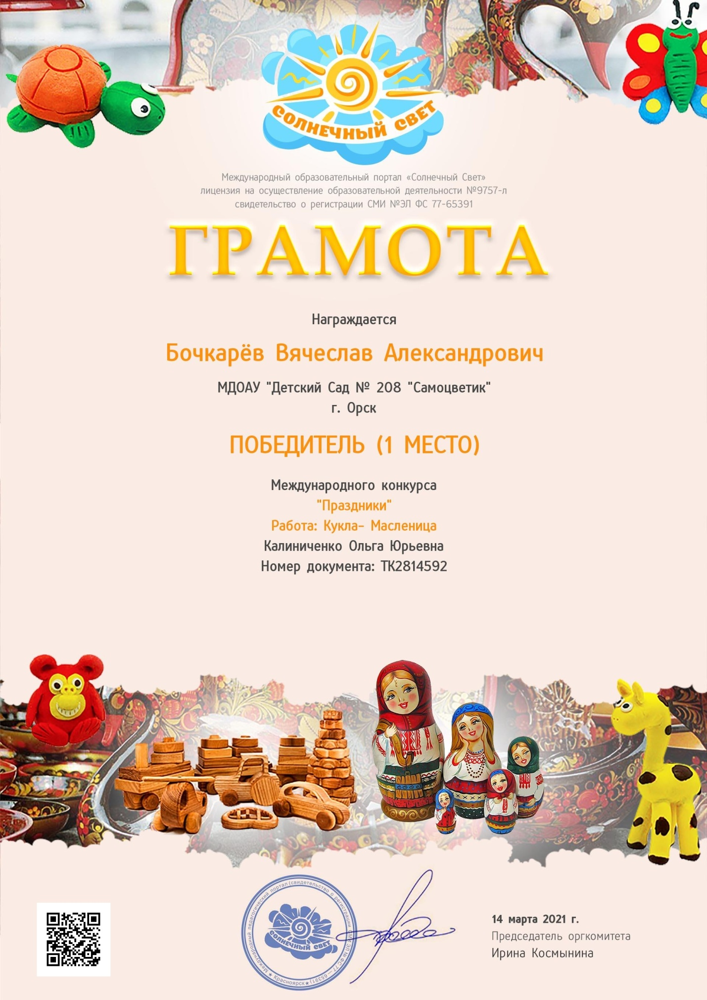 СОЛНЕЧНЫЙ СВЕТ
Международный образовательный портал «Солнечный Свет»
лицензия на осуществление образовательной деятельности №9757-л
свидетельство о регистрации СМИ №ЭЛ ФС 77-65391
ГРАМОТА
Награждается
Бочкарёв Вячеслав Александрович
МДОАУ "Детский Сад № 208 "Самоцветик"
г. Орск
ПОБЕДИТЕЛЬ (1 МЕСТО)
Международного конкурса
"Праздники"
Работа: Кукла- Масленица
Калиниченко Ольга Юрьевна
Номер документа: ТК2814592
Международный педагогический портал (свидетельство о регистрации СМИ ЭЛ № ФС 77 – 65391) ★ Красноярск ★
СОЛНЕЧНЫЙ СВЕТ
14 марта 2021 г.
Председатель оргкомитета
Ирина Космынина